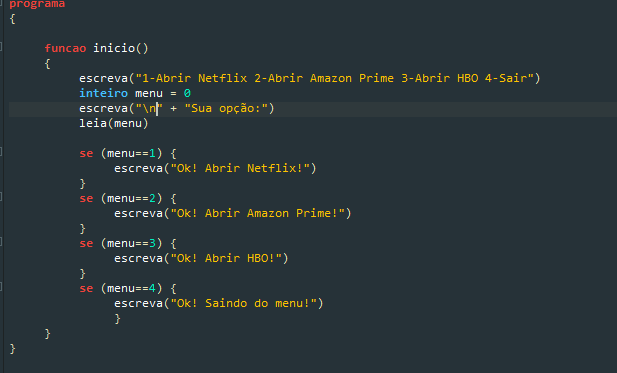 programa
{
funcao inicio()
{
escreva("1-Abrir Netflix 2-Abrir Amazon Prime 3-Abrir HBO 4-Sair")
inteiro menu = 0
escreva("\n" + "Sua opção:")
leia(menu)
se (menu==1) {
escreva("Ok! Abrir Netflix!")
}
se (menu==2) {
escreva("Ok! Abrir Amazon Prime!")
}
se (menu==3) {
escreva("Ok! Abrir HBO!")
}
se (menu==4) {
escreva("Ok! Saindo do menu!")
}
}
}